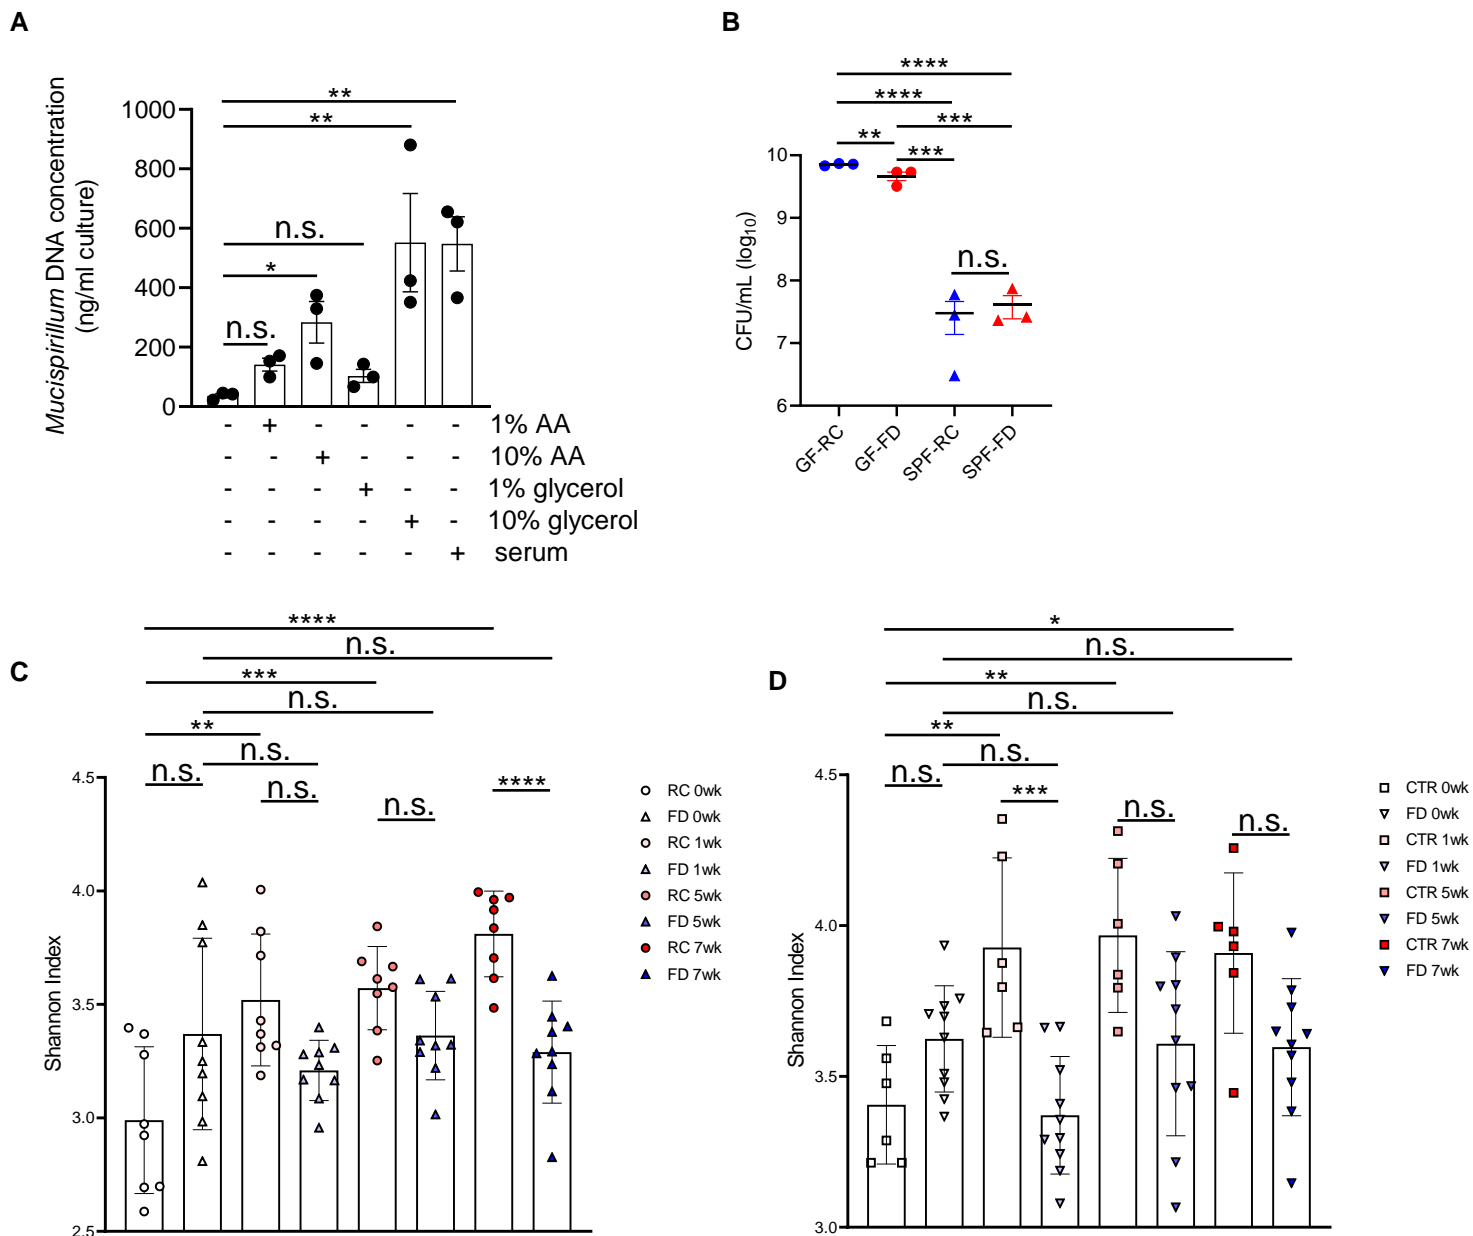 A
Mucispirillum DNA concentration
(ng/ml culture)
1000
800
600
400
200
0
**
**
n.s.
*
n.s.
- + - - - - 1% AA
- - + - - - 10% AA
- - - + - - 1% glycerol
- - - - + - 10% glycerol
- - - - - + serum
B
CFU/mL (log10)
10
9
8
7
6
****
****
***
**
***
n.s.
GF-RC
GF-FD
SPF-RC
SPF-FD
C
Shannon Index
4.5
4.0
3.5
3.0
2.5
****
n.s.
***
n.s.
**
n.s.
n.s.
n.s.
n.s.
****
RC 0wk
FD 0wk
RC 1wk
FD 1wk
RC 5wk
FD 5wk
RC 7wk
FD 7wk
D
Shannon Index
4.5
4.0
3.5
3.0
*
n.s.
**
n.s.
**
n.s.
n.s.
***
n.s.
n.s.
CTR 0wk
FD 0wk
CTR 1wk
FD 1wk
CTR 5wk
FD 5wk
CTR 7wk
FD 7wk